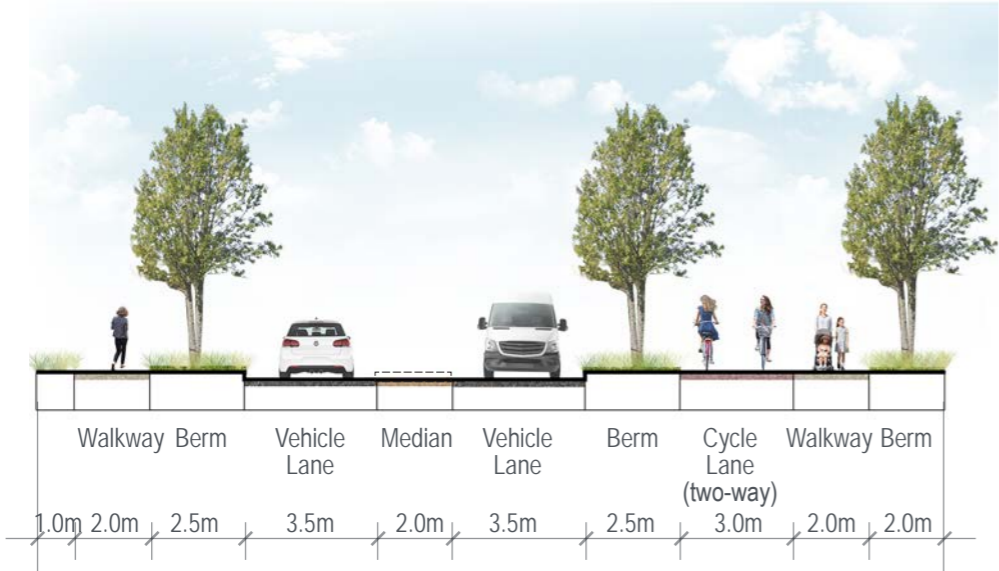 Walkway Berm Vehicle Median Vehicle Berm Cycle Walkway Berm
Lane Lane Lane
(two-way)
1.0m 2.0m 2.5m 3.5m 2.0m 3.5m 2.5m 3.0m 2.0m 2.0m